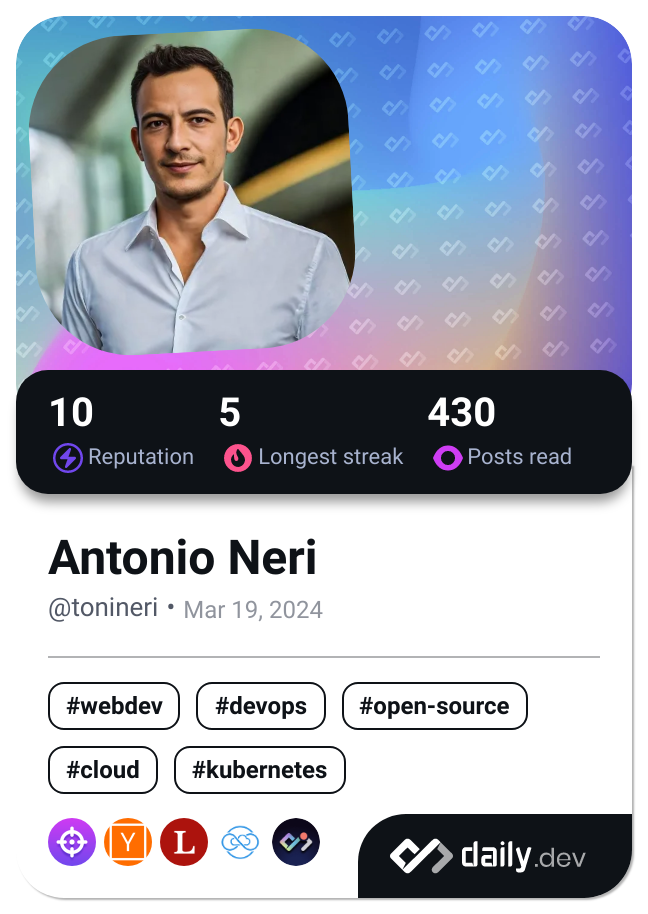 10 5 430
Reputation Longest streak Posts read
Antonio Neri
@tonineri • Mar 19, 2024
#webdev #devops #open-source
#cloud #kubernetes
Y L daily.dev